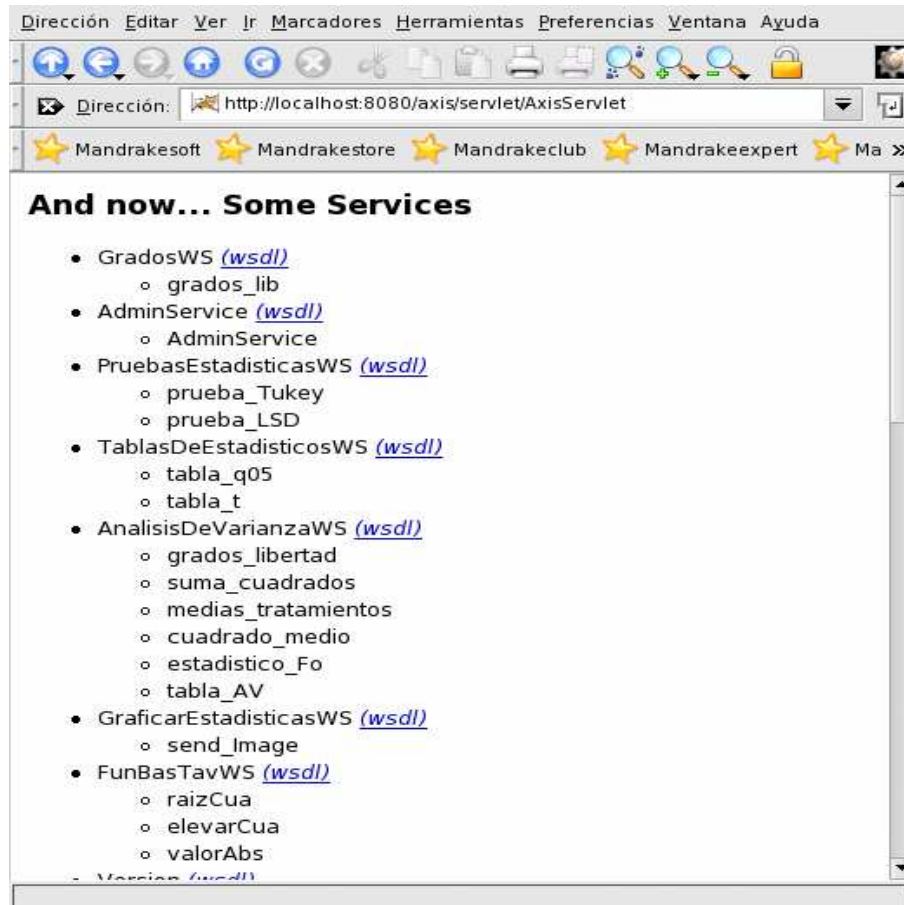 Dirección Editar Ver Ir Marcadores Herramientas Preferencias Ventana Ayuda
Dirección: http://localhost:8080/axis/servlet/AxisServlet
Mandrakesoft Mandrakestore Mandrakeclub Mandrakeexpert Ma »
And now... Some Services
• GradosWS (wsdl)
◦ grados_lib
• AdminService (wsdl)
◦ AdminService
• PruebasEstadisticasWS (wsdl)
◦ prueba_Tukey
◦ prueba_LSD
• TablasDeEstadisticosWS (wsdl)
◦ tabla_q05
◦ tabla_t
• AnalisisDeVarianzaWS (wsdl)
◦ grados_libertad
◦ suma_cuadrados
◦ medias_tratamientos
◦ cuadrado_medio
◦ estadistico_Fo
◦ tabla_AV
• GraficarEstadisticasWS (wsdl)
◦ send_Image
• FunBasTavWS (wsdl)
◦ raizCua
◦ elevarCua
◦ valorAbs
• Version (wsdl)